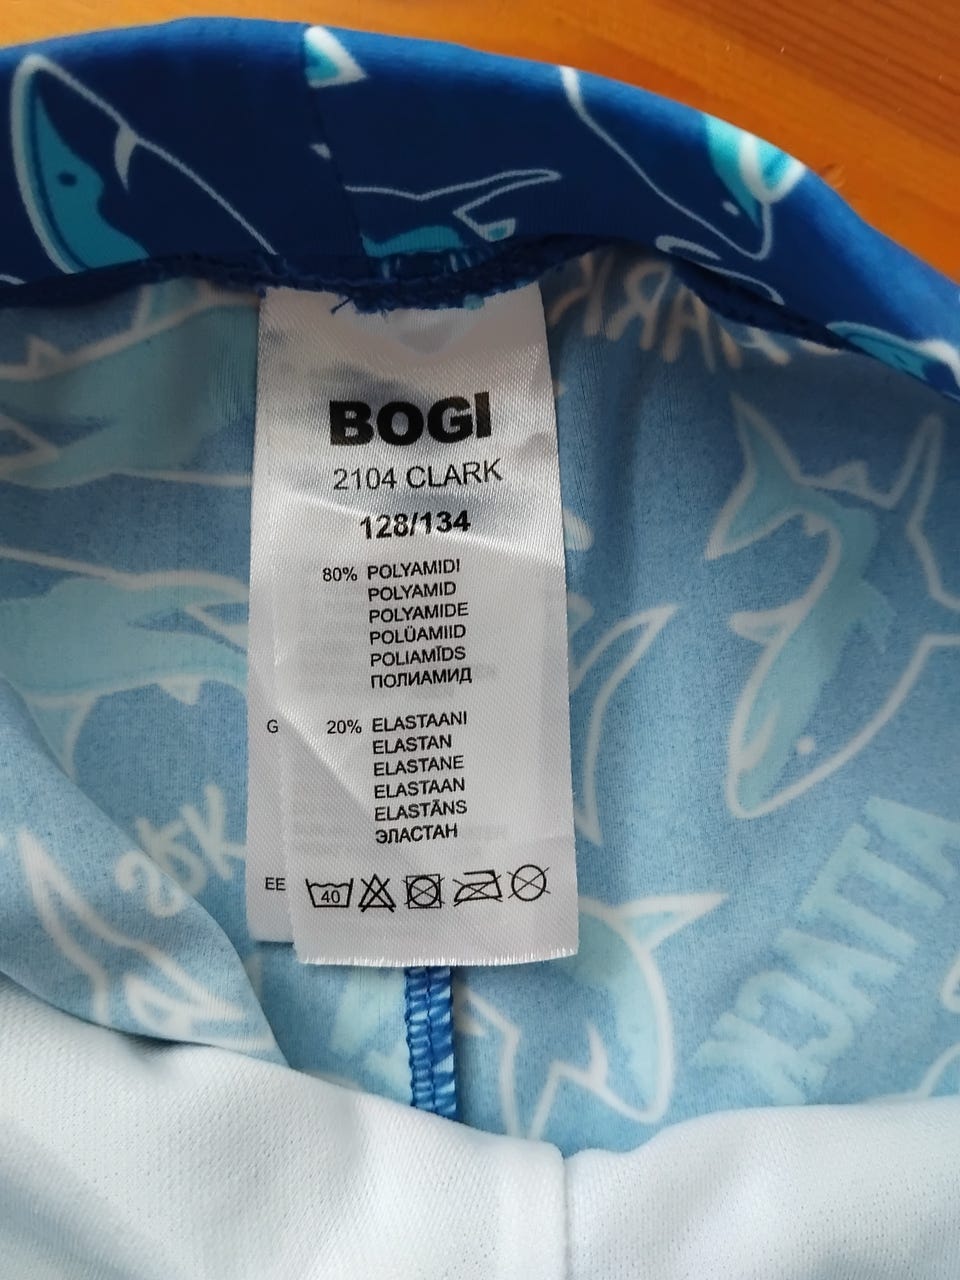 BOGI
2104 CLARK
128/134
80% POLYAMIDI
POLYAMID
POLYAMIDE
POLÜAMIID
POLIAMĪDS
ПОЛИАМИД
G 20% ELASTAANI
ELASTAN
ELASTANE
ELASTAAN
ELASTĀNS
ЭЛАСТАН
EE 40
ATTACK